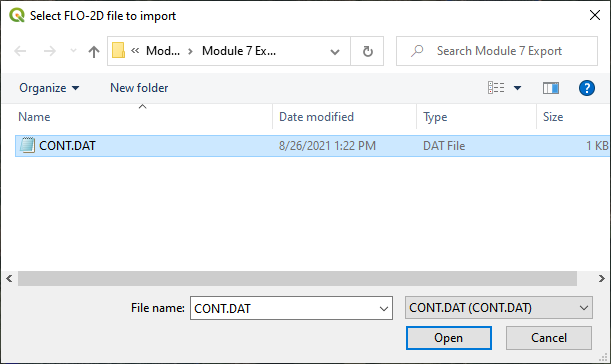 Select FLO-2D file to import
« Mod... > Module 7 Ex... Search Module 7 Export
Organize New folder ?
Name Date modified Type Size
CONT.DAT 8/26/2021 1:22 PM DAT File 1 KB
File name: CONT.DAT CONT.DAT (CONT.DAT)
Open Cancel